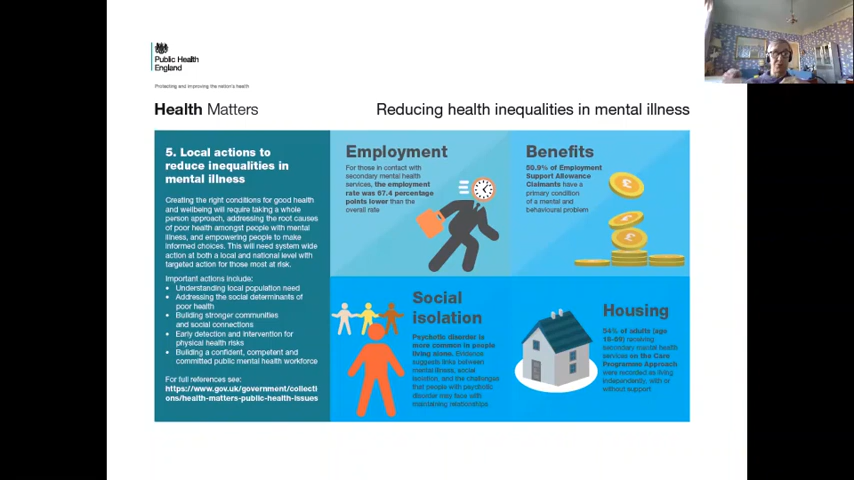 Public Health
England
Protecting and improving the nation's health
Health Matters
Reducing health inequalities in mental illness
5. Local actions to
reduce inequalities in
mental illness
Creating the right conditions for good health
and wellbeing will require taking a whole
person approach, addressing the root causes
of poor health amongst people with mental
illness, and empowering people to make
informed choices. This will need system wide
action at both a local and national level with
targeted action for those most at risk.
Important actions include:
• Understanding local population need
• Addressing the social determinants of
poor health
• Building stronger communities
and social connections
• Early detection and intervention for
physical health risks
• Building a confident, competent and
committed public mental health workforce
For full references see:
https://www.gov.uk/government/collecti
ons/health-matters-public-health-issues
Employment
For those in contact with
secondary mental health
services, the employment
rate was 67.4 percentage
points lower than the
overall rate
Benefits
50.9% of Employment
Support Allowance
Claimants have a
primary condition
of a mental and
behavioural problem
£
£
£
Social
isolation
Psychotic disorder is
more common in people
living alone. Evidence
suggests links between
mental illness, social
isolation, and the challenges
that people with psychotic
disorder may face with
maintaining relationships.
Housing
54% of adults (age
18-69) receiving
secondary mental health
services on the Care
Programme Approach
were recorded as living
independently, with or
without support